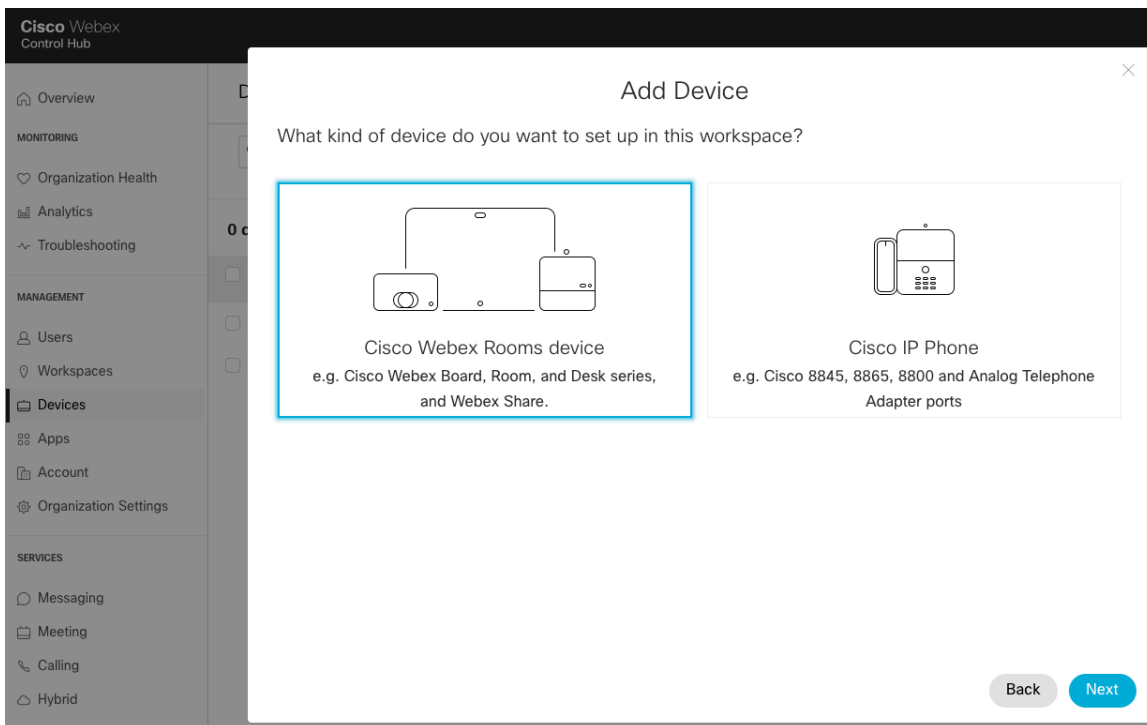 Cisco Webex
Control Hub
Overview
MONITORING
Organization Health
Analytics
Troubleshooting
MANAGEMENT
Users
Workspaces
Devices
Apps
Account
Organization Settings
SERVICES
Messaging
Meeting
Calling
Hybrid
D
0 c
Add Device
What kind of device do you want to set up in this workspace?
Cisco Webex Rooms device
e.g. Cisco Webex Board, Room, and Desk series,
and Webex Share.
Cisco IP Phone
e.g. Cisco 8845, 8865, 8800 and Analog Telephone
Adapter ports
Back
Next